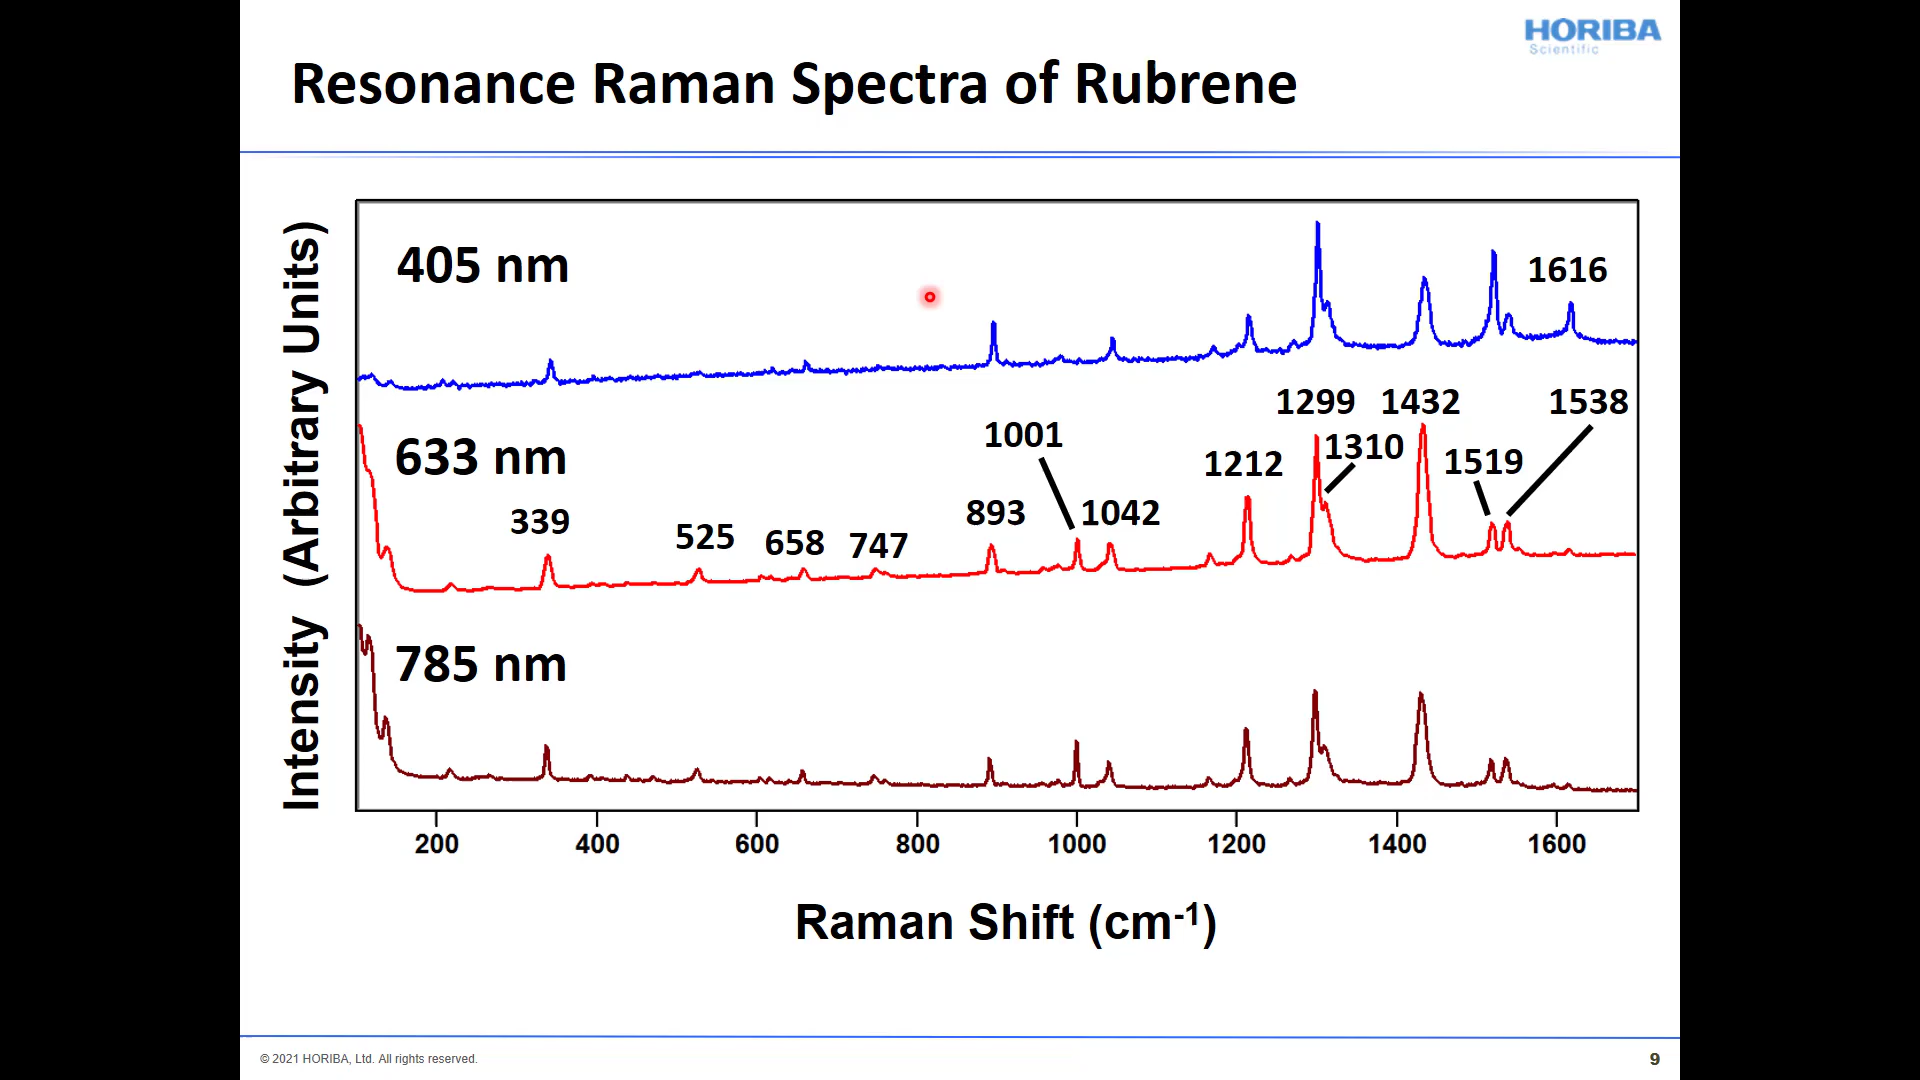 HORIBA
Scientific
Resonance Raman Spectra of Rubrene
Intensity (Arbitrary Units)
405 nm
1616
633 nm
339
525
658
747
893
1001
1042
1212
1299
1310
1432
1519
1538
785 nm
200 400 600 800 1000 1200 1400 1600
Raman Shift (cm⁻¹)
© 2021 HORIBA, Ltd. All rights reserved.
9